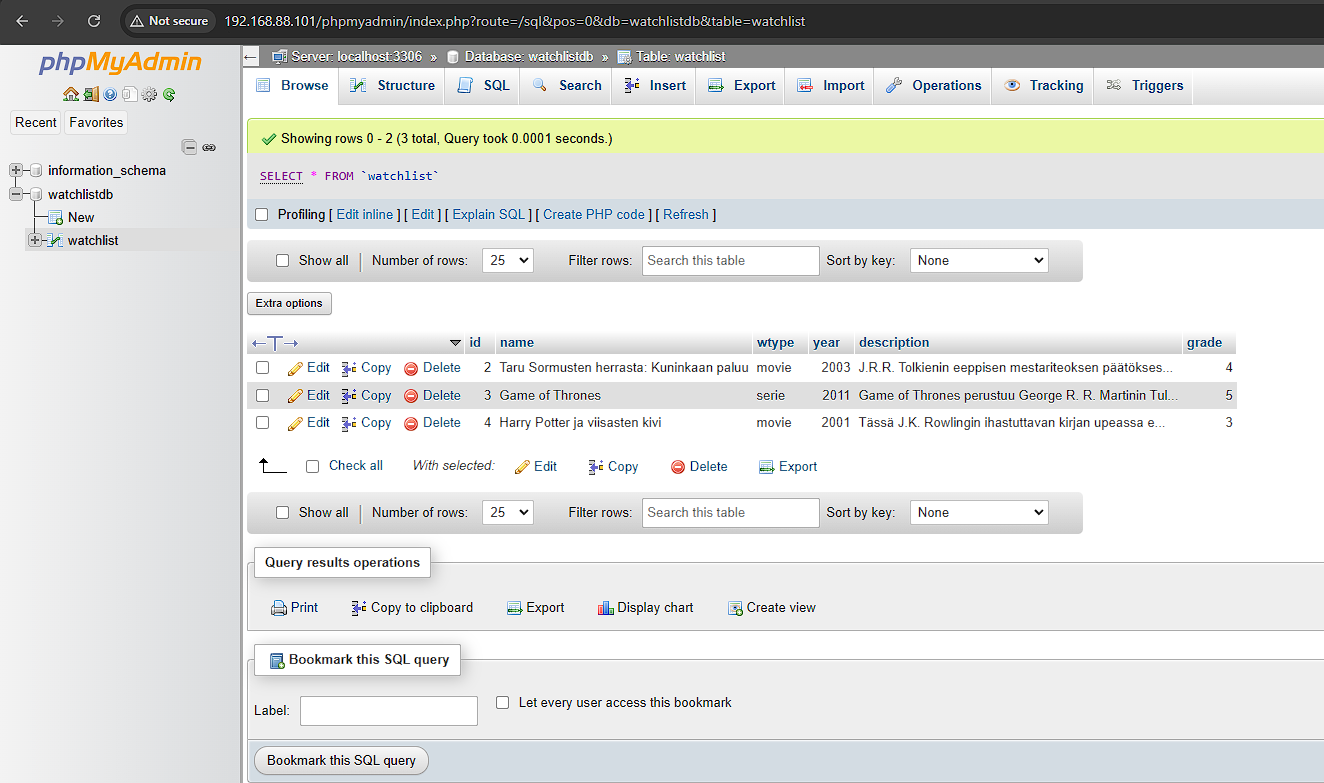 Not secure 192.168.88.101/phpmyadmin/index.php?route=/sql&pos=0&db=watchlistdb&table=watchlist
phpMyAdmin
Recent Favorites
information_schema
watchlistdb
New
watchlist
Server: localhost:3306 » Database: watchlistdb » Table: watchlist
Browse Structure SQL Search Insert Export Import Operations Tracking Triggers
Showing rows 0 - 2 (3 total, Query took 0.0001 seconds.)
SELECT * FROM `watchlist`
Profiling [ Edit inline ] [ Edit ] [ Explain SQL ] [ Create PHP code ] [ Refresh ]
Show all Number of rows: 25 Filter rows: Search this table Sort by key: None
Extra options
id name wtype year description grade
Edit Copy Delete 2 Taru Sormusten herrasta: Kuninkaan paluu movie 2003 J.R.R. Tolkienin eeppisen mestariteoksen päätökses... 4
Edit Copy Delete 3 Game of Thrones serie 2011 Game of Thrones perustuu George R. R. Martinin Tul... 5
Edit Copy Delete 4 Harry Potter ja viisasten kivi movie 2001 Tässä J.K. Rowlingin ihastuttavan kirjan upeassa e... 3
Check all With selected: Edit Copy Delete Export
Show all Number of rows: 25 Filter rows: Search this table Sort by key: None
Query results operations
Print Copy to clipboard Export Display chart Create view
Bookmark this SQL query
Label: Let every user access this bookmark
Bookmark this SQL query